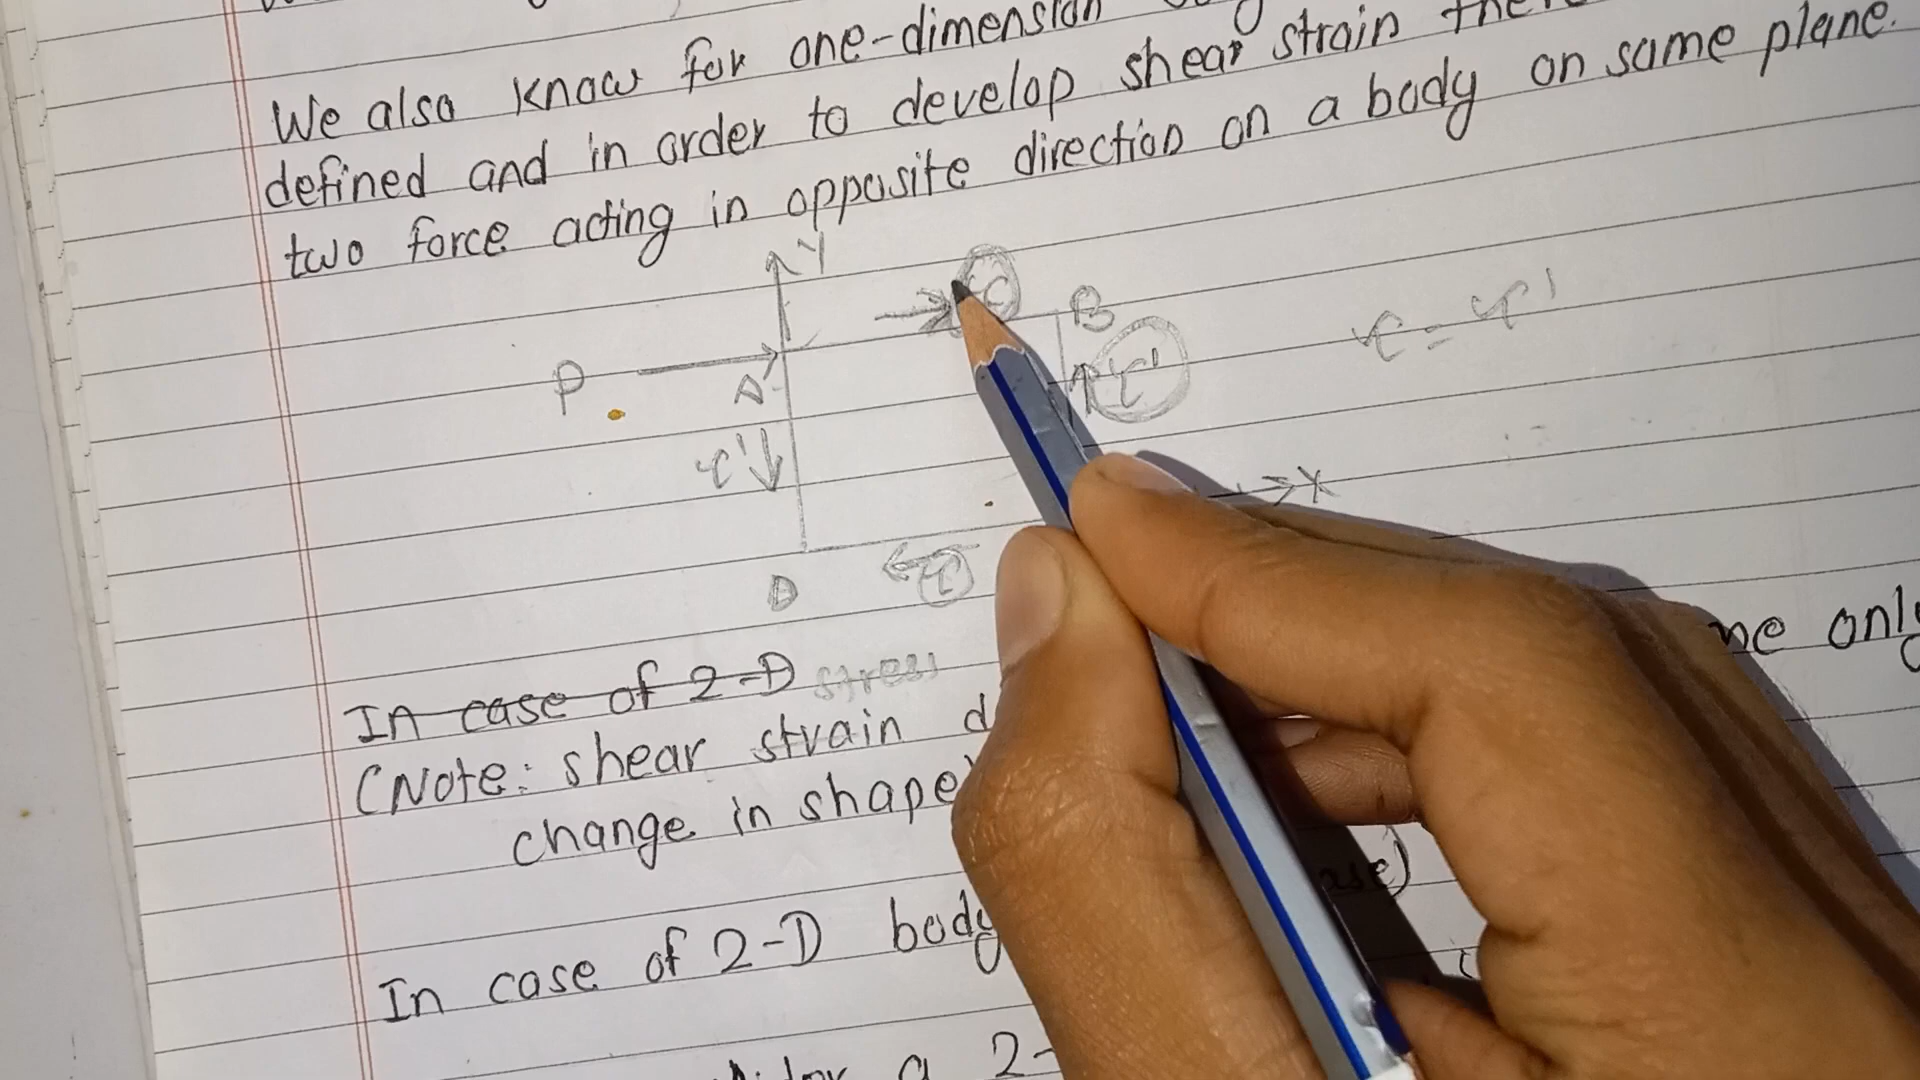 We also know for one-dimension
defined and in order to develop shear strain
two force acting in opposite direction on a body on same plane.
Y
τ
B
τ = τ'
P
A
τ'
τ'
X
τ
D
In case of 2-D stress
(Note: shear strain
only
change in shape)
In case of 2-D body
a 2-